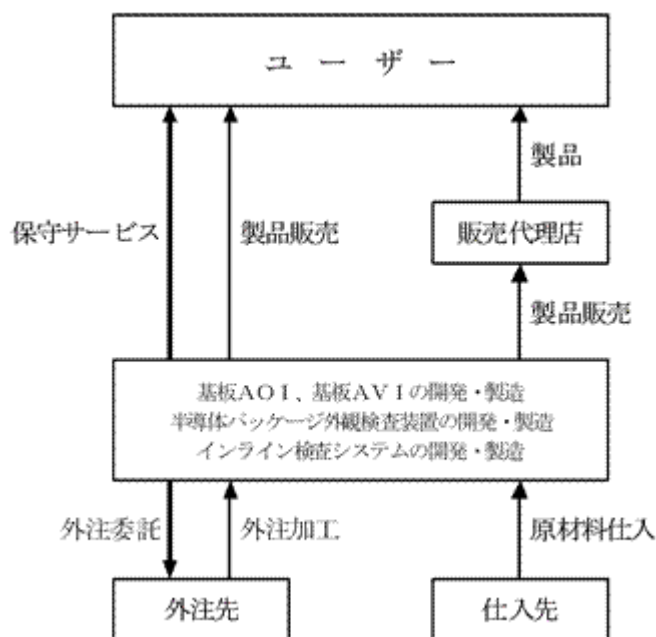 ユーザー
製品
保守サービス
製品販売
販売代理店
製品販売
基板AOI、基板AVIの開発・製造
半導体パッケージ外観検査装置の開発・製造
インライン検査システムの開発・製造
外注委託
外注加工
原材料仕入
外注先
仕入先